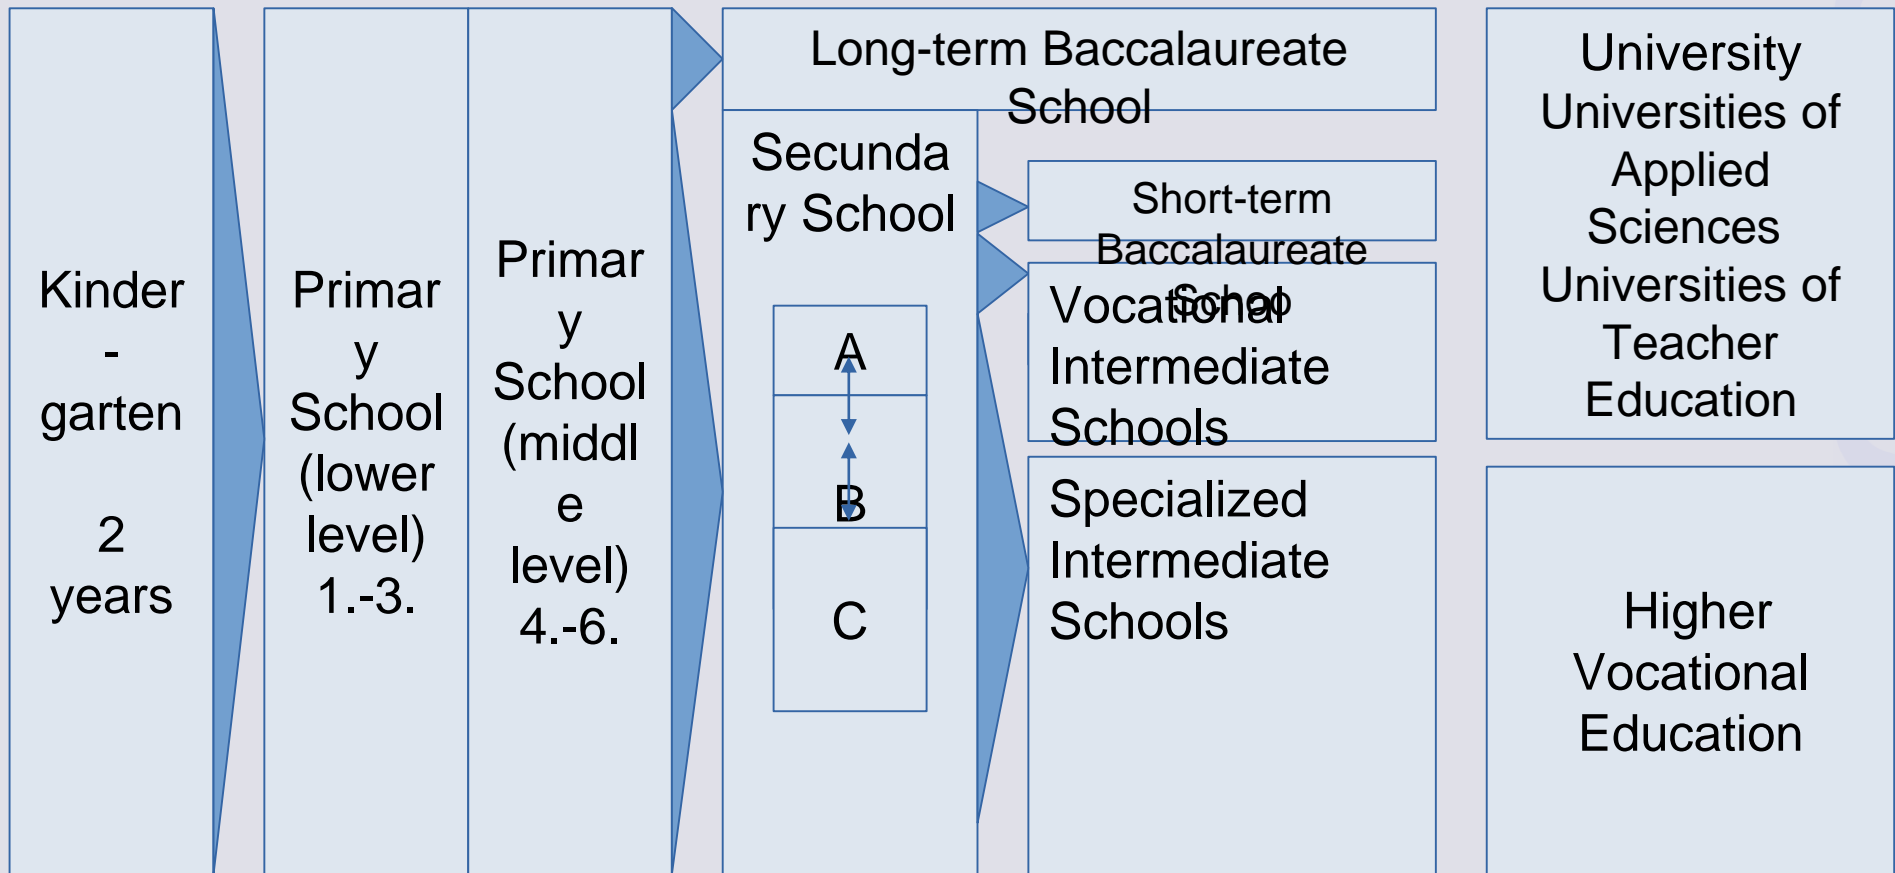 Kinder
-
garten
2
years
Primar
y
School
(lower
level)
1.-3.
Primar
y
School
(middl
e
level)
4.-6.
Long-term Baccalaureate
School
Secunda
ry School
A
B
C
Short-term
Baccalaureate
Schoo
Vocational
Intermediate
Schools
Specialized
Intermediate
Schools
University
Universities of
Applied
Sciences
Universities of
Teacher
Education
Higher
Vocational
Education